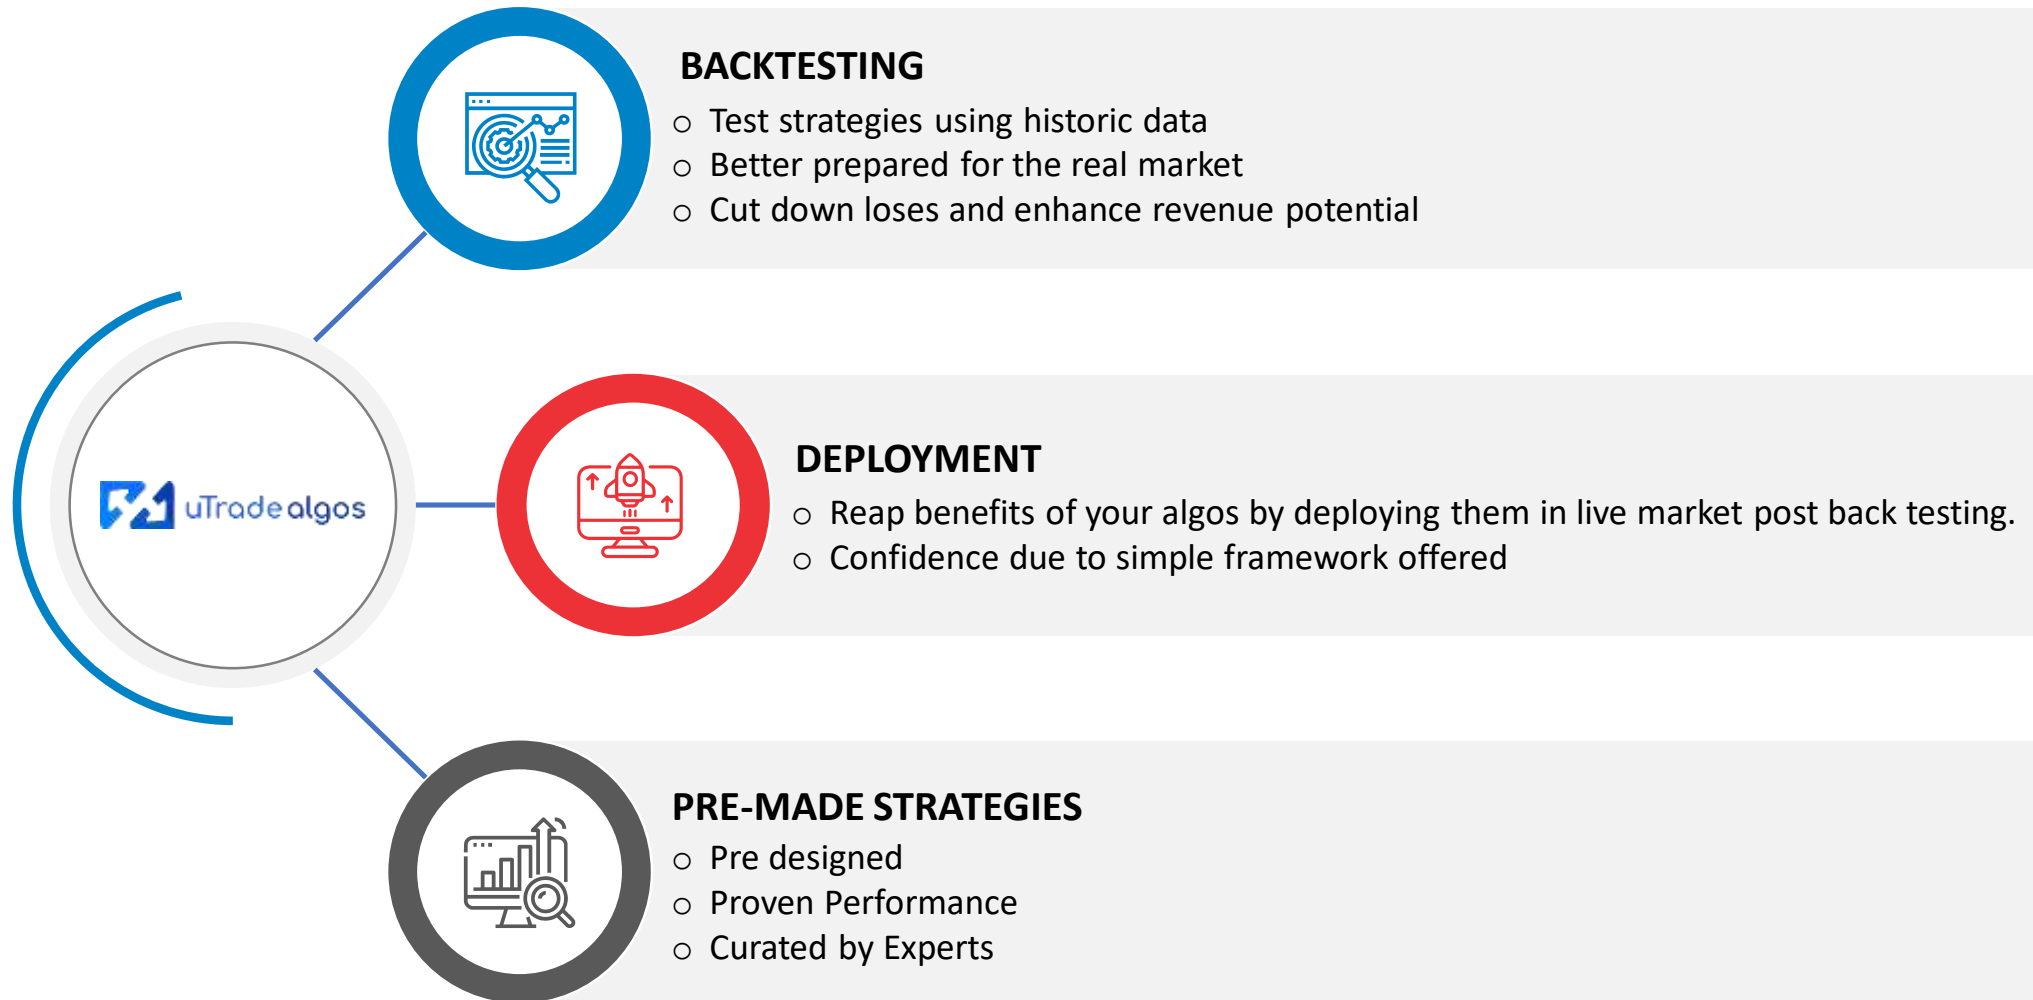 BACKTESTING
o Test strategies using historic data
o Better prepared for the real market
o Cut down loses and enhance revenue potential
uTrade algos
DEPLOYMENT
o Reap benefits of your algos by deploying them in live market post back testing.
o Confidence due to simple framework offered
PRE-MADE STRATEGIES
o Pre designed
o Proven Performance
o Curated by Experts